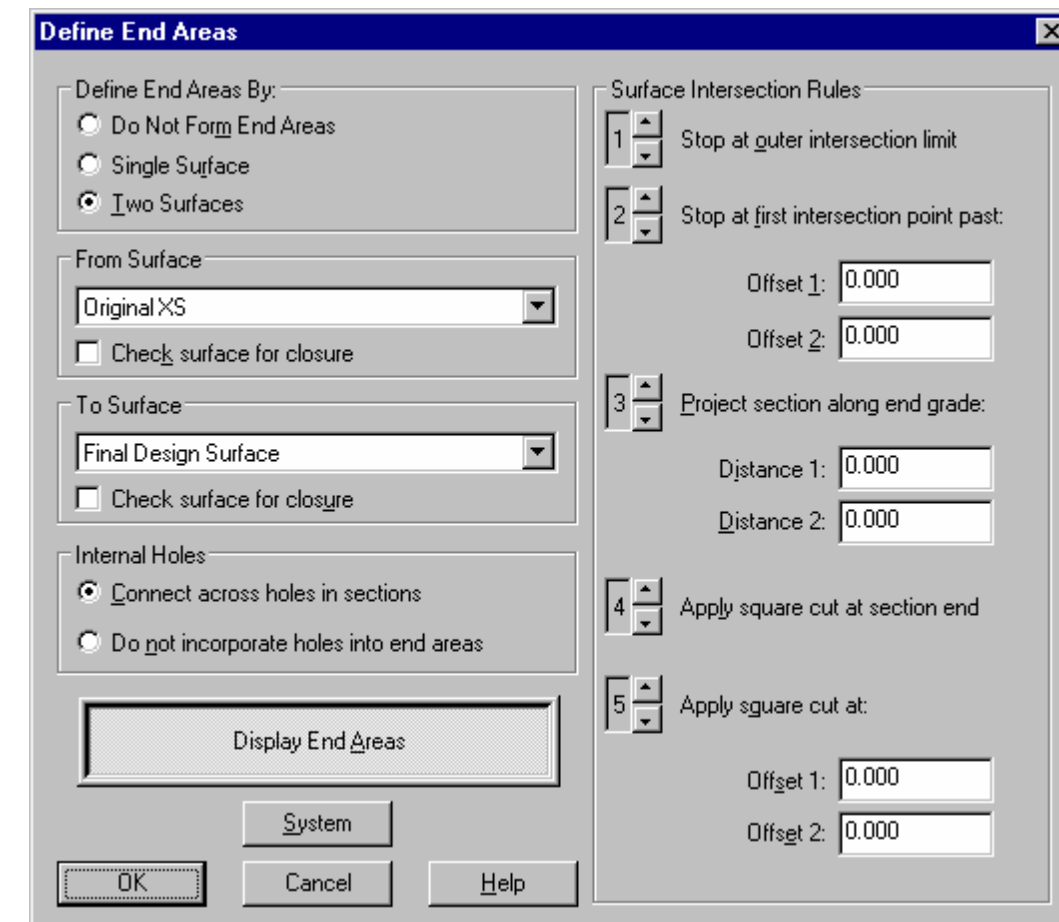 Define End Areas
Define End Areas By:
Do Not Form End Areas
Single Surface
Two Surfaces
From Surface
Original XS
Check surface for closure
To Surface
Final Design Surface
Check surface for closure
Internal Holes
Connect across holes in sections
Do not incorporate holes into end areas
Display End Areas
System
OK Cancel Help
Surface Intersection Rules
1 Stop at outer intersection limit
2 Stop at first intersection point past:
Offset 1: 0.000
Offset 2: 0.000
3 Project section along end grade:
Distance 1: 0.000
Distance 2: 0.000
4 Apply square cut at section end
5 Apply square cut at:
Offset 1: 0.000
Offset 2: 0.000